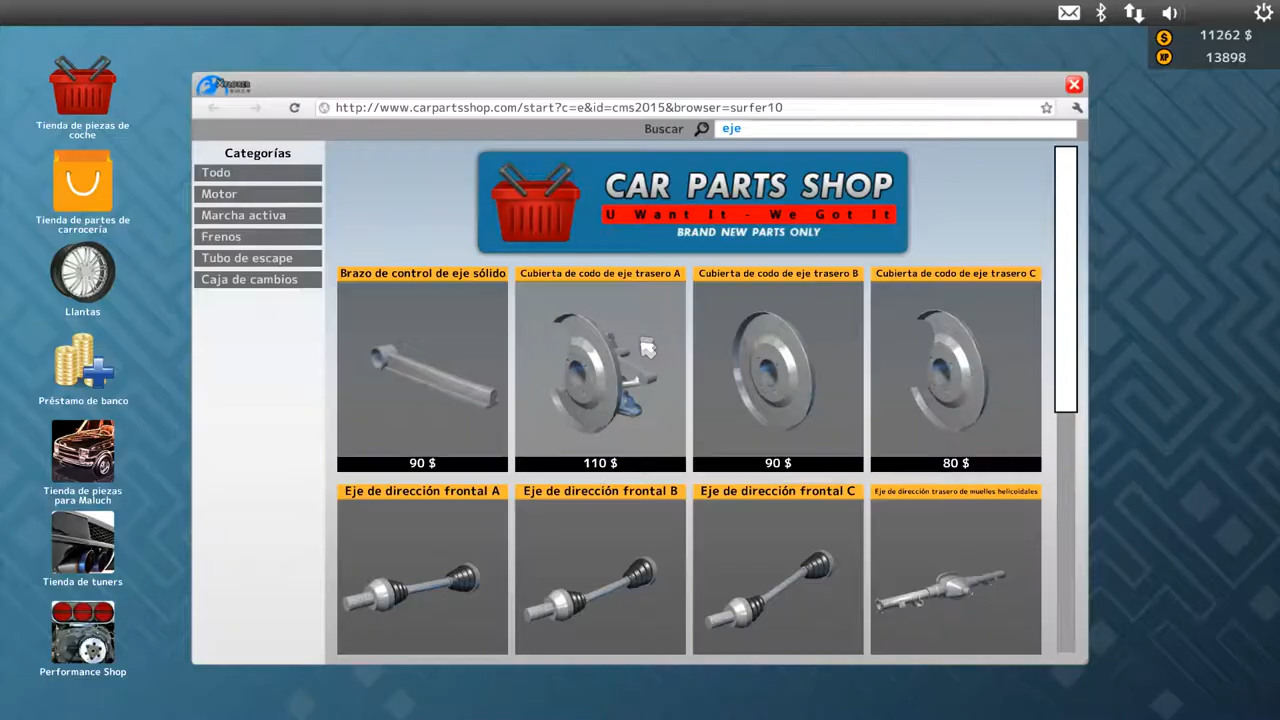 11262 $
13898
http://www.carpartsshop.com/start?c=e&id=cms2015&browser=surfer10
Buscar
eje
Tienda de piezas de
coche
Tienda de partes de
carrocería
Llantas
Préstamo de banco
Tienda de piezas
para Maluch
Tienda de tuners
Performance Shop
Categorías
Todo
Motor
Marcha activa
Frenos
Tubo de escape
Caja de cambios
CAR PARTS SHOP
U Want It - We Got It
BRAND NEW PARTS ONLY
Brazo de control de eje sólido
Cubierta de codo de eje trasero A
Cubierta de codo de eje trasero B
Cubierta de codo de eje trasero C
90 $
110 $
90 $
80 $
Eje de dirección frontal A
Eje de dirección frontal B
Eje de dirección frontal C
Eje de dirección trasero de muelles helicoidales